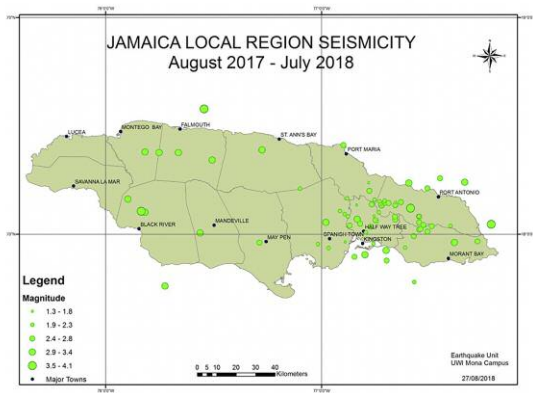 JAMAICA LOCAL REGION SEISMICITY
August 2017 - July 2018
MONTEGO BAY
FALMOUTH
LUCEA
ST. ANN'S BAY
PORT MARIA
SAVANNA LA MAR
PORT ANTONIO
BLACK RIVER
MANDEVILLE
MAY PEN
SPANISH TOWN
HALF WAY TREE
KINGSTON
MORANT BAY
Legend
Magnitude
1.3 - 1.8
1.9 - 2.3
2.4 - 2.8
2.9 - 3.4
3.5 - 4.1
Major Towns
0 5 10 20 30 40
Kilometers
Earthquake Unit
UWI Mona Campus
27/08/2018